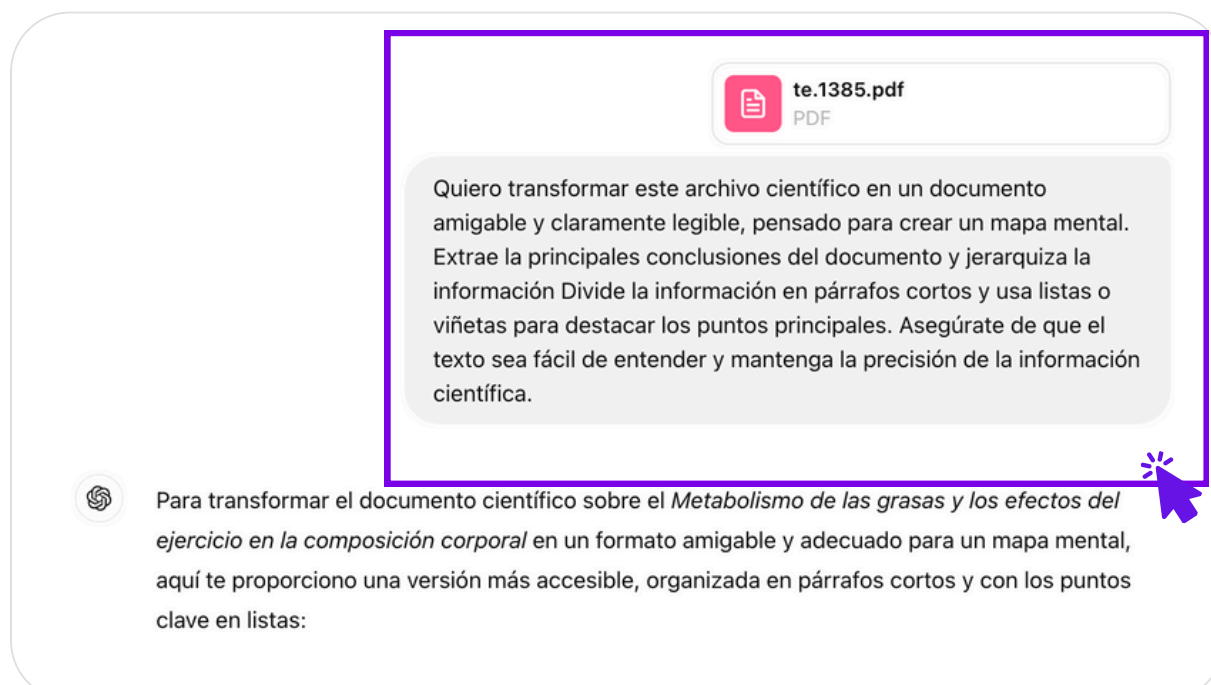 te.1385.pdf
PDF
Quiero transformar este archivo científico en un documento
amigable y claramente legible, pensado para crear un mapa mental.
Extrae la principales conclusiones del documento y jerarquiza la
información Divide la información en párrafos cortos y usa listas o
viñetas para destacar los puntos principales. Asegúrate de que el
texto sea fácil de entender y mantenga la precisión de la información
científica.
Para transformar el documento científico sobre el Metabolismo de las grasas y los efectos del
ejercicio en la composición corporal en un formato amigable y adecuado para un mapa mental,
aquí te proporciono una versión más accesible, organizada en párrafos cortos y con los puntos
clave en listas: